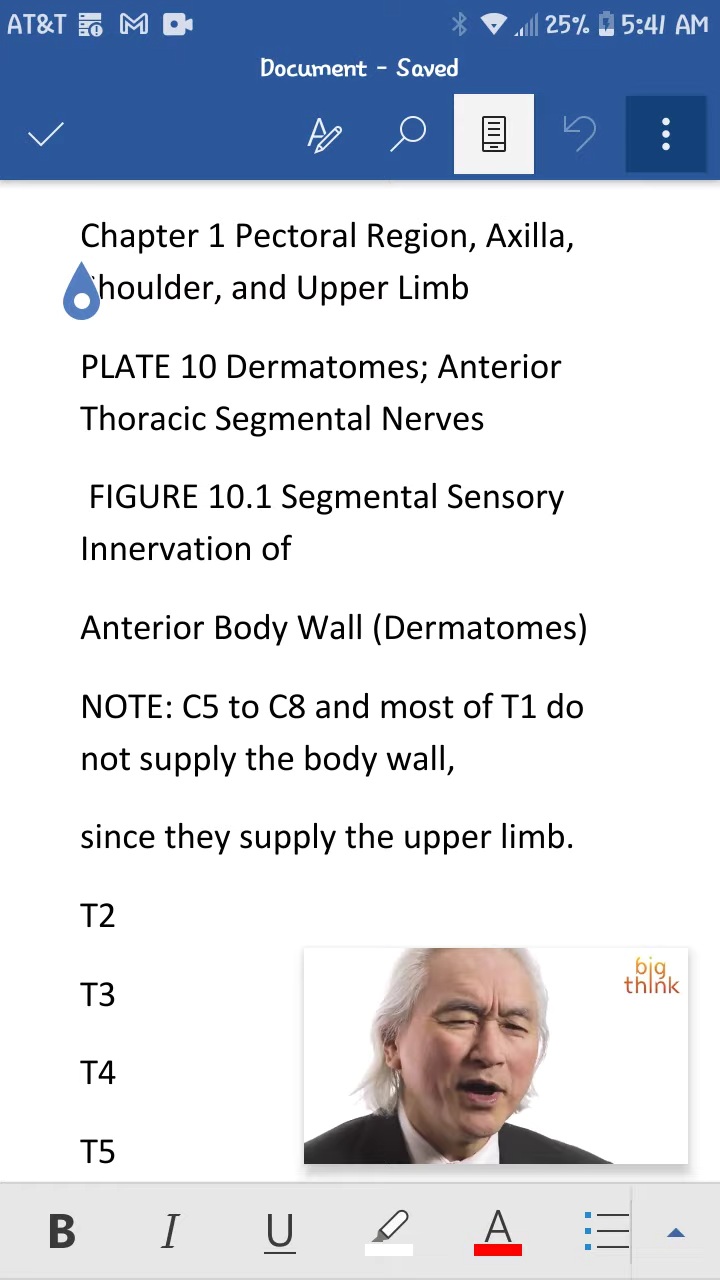 AT&T 25% 5:41 AM
Document - Saved
Chapter 1 Pectoral Region, Axilla,
Shoulder, and Upper Limb
PLATE 10 Dermatomes; Anterior
Thoracic Segmental Nerves
FIGURE 10.1 Segmental Sensory
Innervation of
Anterior Body Wall (Dermatomes)
NOTE: C5 to C8 and most of T1 do
not supply the body wall,
since they supply the upper limb.
T2
T3
T4
T5
big
think
B I U A